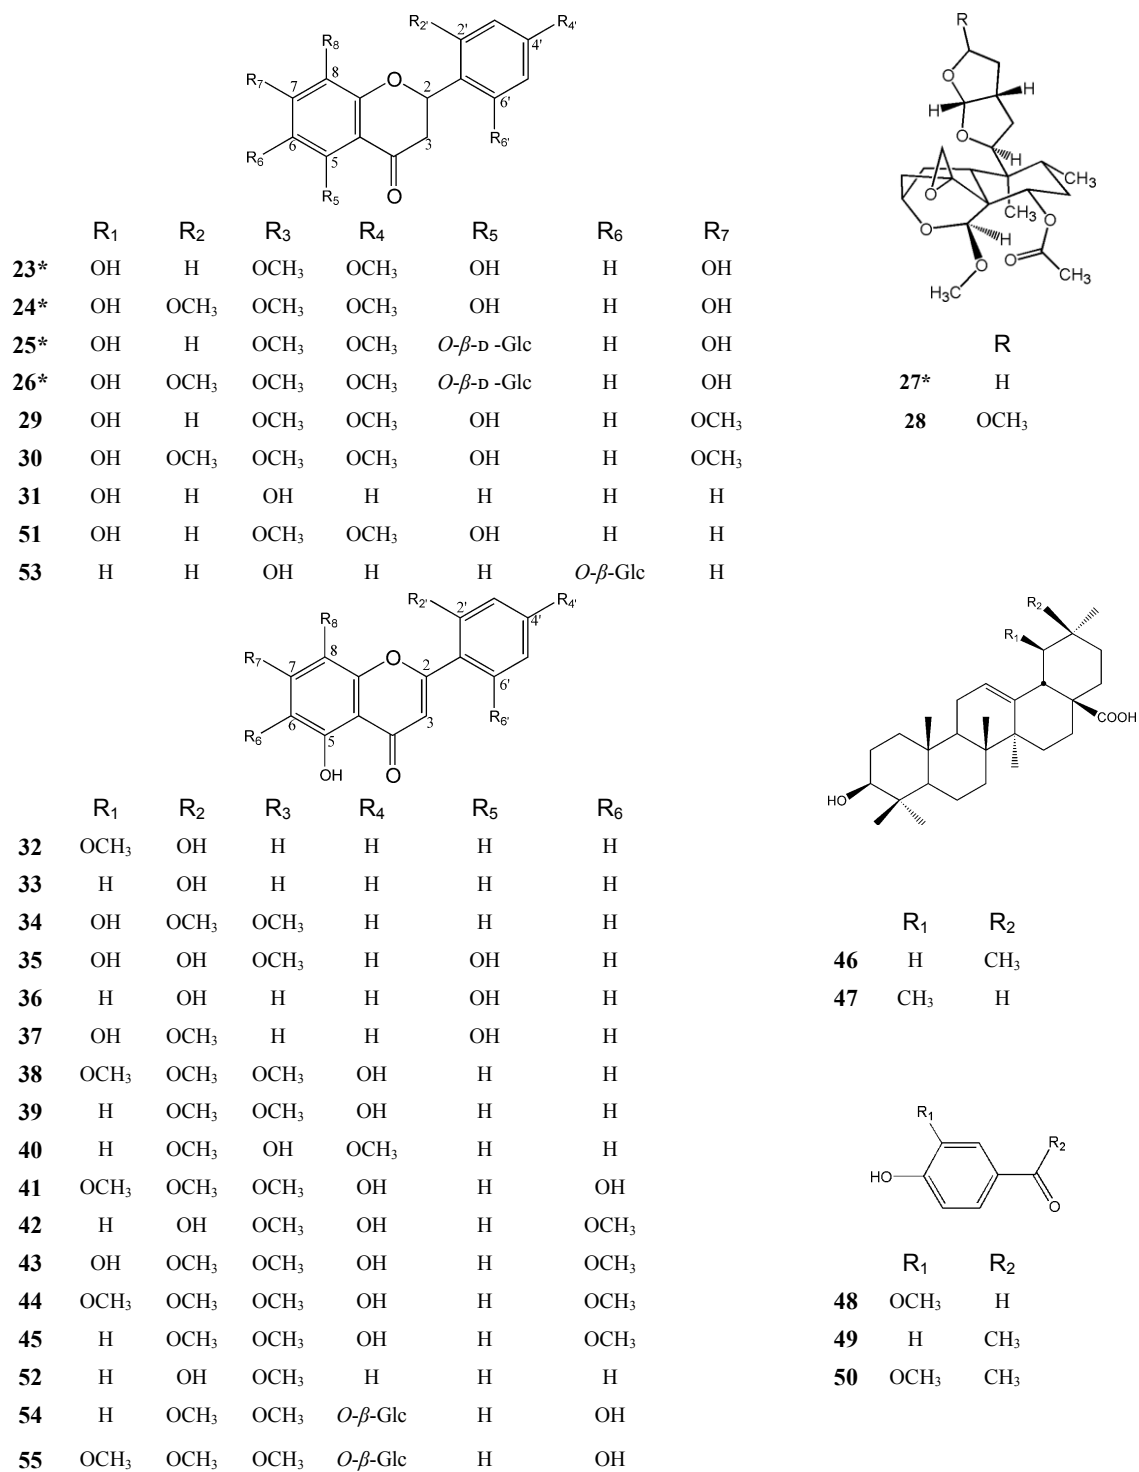 R2' R4'
R8 2' 4'
R7 8 O 2 6'
7 R6'
6 3
R6 5
R5 O
R1 R2 R3 R4 R5 R6 R7
23* OH H OCH3 OCH3 OH H OH
24* OH OCH3 OCH3 OCH3 OH H OH
25* OH H OCH3 OCH3 O-β-D -Glc H OH
26* OH OCH3 OCH3 OCH3 O-β-D -Glc H OH
29 OH H OCH3 OCH3 OH H OCH3
30 OH OCH3 OCH3 OCH3 OH H OCH3
31 OH H OH H H H H
51 OH H OCH3 OCH3 OH H H
53 H H OH H H O-β-Glc H
R
O H
H
O
H
CH3
O CH3
O H O
O O CH3
H3C
R
27* H
28 OCH3
R2' R4'
R8 2' 4'
R7 8 O 2 6'
7 R6'
6 3
R6 5
OH O
R1 R2 R3 R4 R5 R6
32 OCH3 OH H H H H
33 H OH H H H H
34 OH OCH3 OCH3 H H H
35 OH OH OCH3 H OH H
36 H OH H H OH H
37 OH OCH3 H H OH H
38 OCH3 OCH3 OCH3 OH H H
39 H OCH3 OCH3 OH H H
40 H OCH3 OH OCH3 H H
41 OCH3 OCH3 OCH3 OH H OH
42 H OH OCH3 OH H OCH3
43 OH OCH3 OCH3 OH H OCH3
44 OCH3 OCH3 OCH3 OH H OCH3
45 H OCH3 OCH3 OH H OCH3
52 H OH OCH3 H H H
54 H OCH3 OCH3 O-β-Glc H OH
55 OCH3 OCH3 OCH3 O-β-Glc H OH
R2
R1
COOH
HO
R1 R2
46 H CH3
47 CH3 H
R1
R2
HO
O
R1 R2
48 OCH3 H
49 H CH3
50 OCH3 CH3